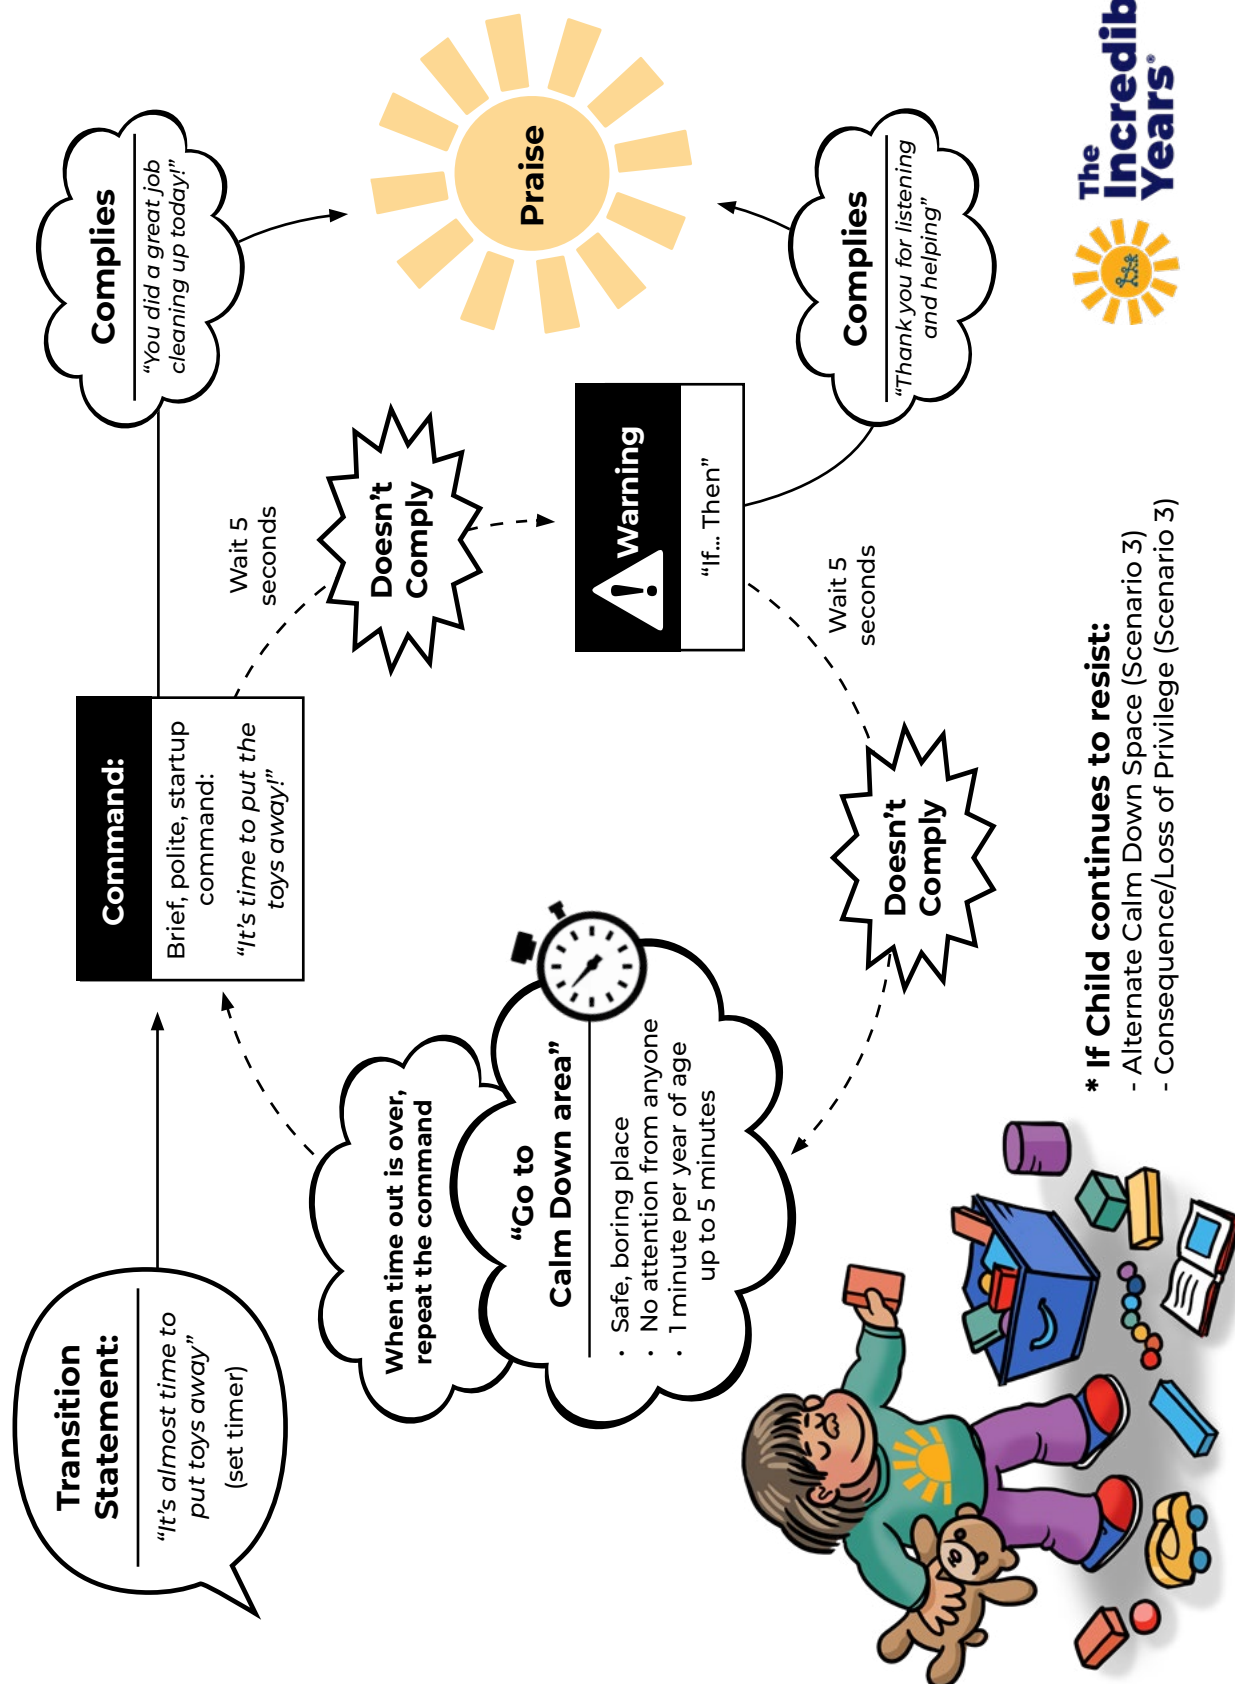 Transition
Statement:
“It’s almost time to
put toys away”
(set timer)
Command:
Brief, polite, startup
command:
“It’s time to put the
toys away!”
Complies
“You did a great job
cleaning up today!”
Wait 5
seconds
Doesn’t
Comply
Praise
When time out is over,
repeat the command
“Go to
Calm Down area”
· Safe, boring place
· No attention from anyone
· 1 minute per year of age
up to 5 minutes
Warning
“If... Then”
Wait 5
seconds
Doesn’t
Comply
Complies
“Thank you for listening
and helping”
* If Child continues to resist:
- Alternate Calm Down Space (Scenario 3)
- Consequence/Loss of Privilege (Scenario 3)
The
Incredib
Years®